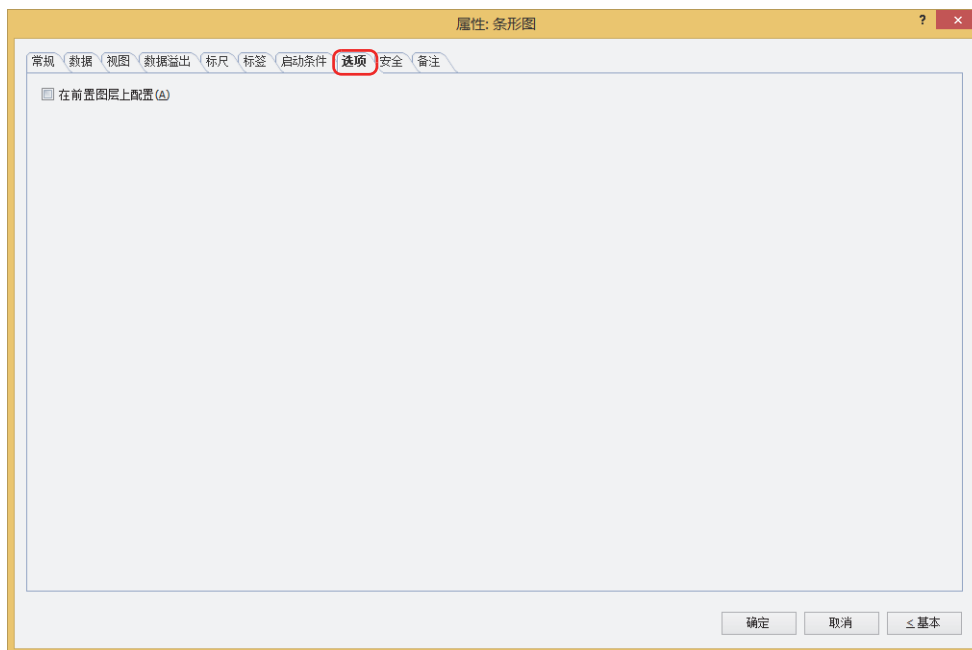 属性: 条形图
? ×
常规 数据 视图 数据溢出 标尺 标签 启动条件 选项 安全 备注
在前置图层上配置(A)
确定 取消 ≤基本